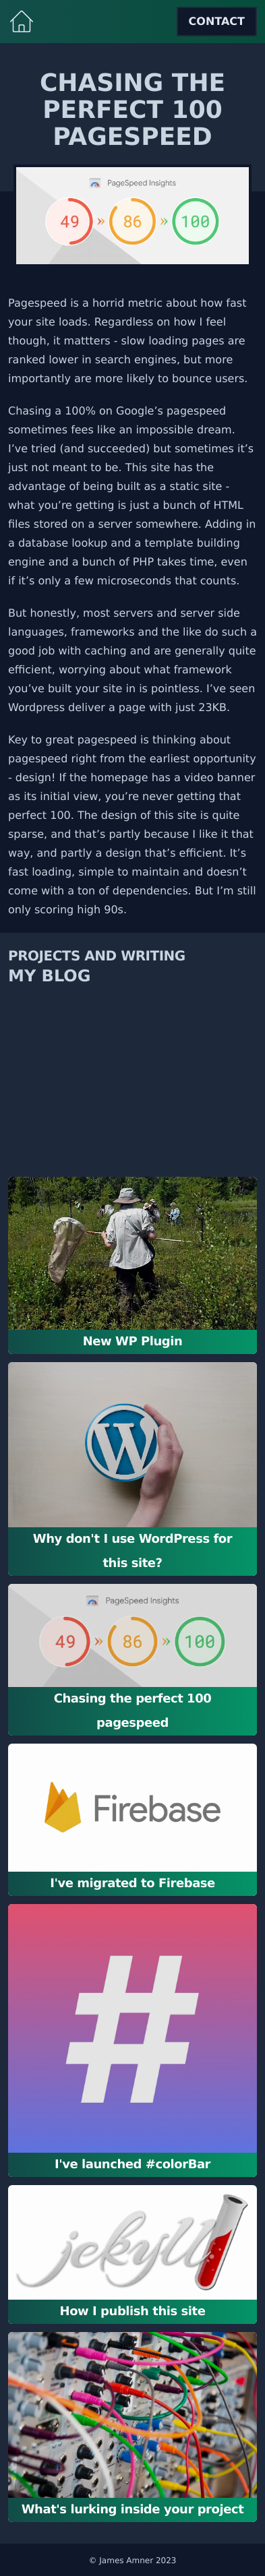 CONTACT
CHASING THE
PERFECT 100
PAGESPEED
PageSpeed Insights
49 » 86 » 100
Pagespeed is a horrid metric about how fast
your site loads. Regardless on how I feel
though, it mattters - slow loading pages are
ranked lower in search engines, but more
importantly are more likely to bounce users.
Chasing a 100% on Google’s pagespeed
sometimes fees like an impossible dream.
I’ve tried (and succeeded) but sometimes it’s
just not meant to be. This site has the
advantage of being built as a static site -
what you’re getting is just a bunch of HTML
files stored on a server somewhere. Adding in
a database lookup and a template building
engine and a bunch of PHP takes time, even
if it’s only a few microseconds that counts.
But honestly, most servers and server side
languages, frameworks and the like do such a
good job with caching and are generally quite
efficient, worrying about what framework
you’ve built your site in is pointless. I’ve seen
Wordpress deliver a page with just 23KB.
Key to great pagespeed is thinking about
pagespeed right from the earliest opportunity
- design! If the homepage has a video banner
as its initial view, you’re never getting that
perfect 100. The design of this site is quite
sparse, and that’s partly because I like it that
way, and partly a design that’s efficient. It’s
fast loading, simple to maintain and doesn’t
come with a ton of dependencies. But I’m still
only scoring high 90s.
PROJECTS AND WRITING
MY BLOG
New WP Plugin
Why don't I use WordPress for
this site?
PageSpeed Insights
49 » 86 » 100
Chasing the perfect 100
pagespeed
Firebase
I've migrated to Firebase
#
I've launched #colorBar
jekyll
How I publish this site
What's lurking inside your project
© James Amner 2023